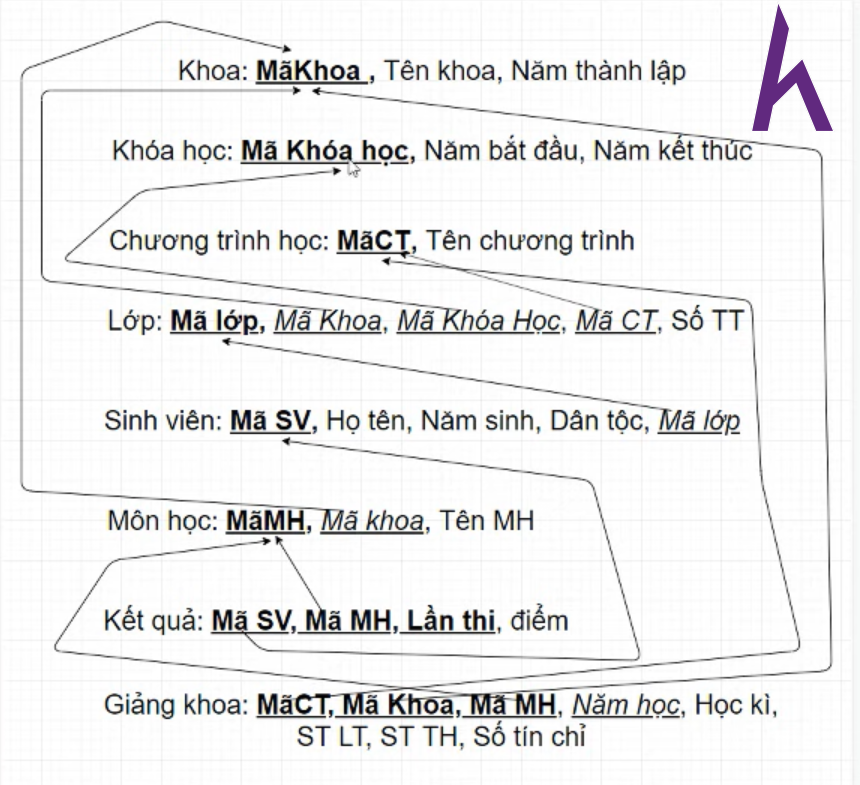 Khoa: MãKhoa , Tên khoa, Năm thành lập
Khóa học: Mã Khóa học, Năm bắt đầu, Năm kết thúc
Chương trình học: MãCT, Tên chương trình
Lớp: Mã lớp, Mã Khoa, Mã Khóa Học, Mã CT, Số TT
Sinh viên: Mã SV, Họ tên, Năm sinh, Dân tộc, Mã lớp
Môn học: MãMH, Mã khoa, Tên MH
Kết quả: Mã SV, Mã MH, Lần thi, điểm
Giảng khoa: MãCT, Mã Khoa, Mã MH, Năm học, Học kì,
ST LT, ST TH, Số tín chỉ